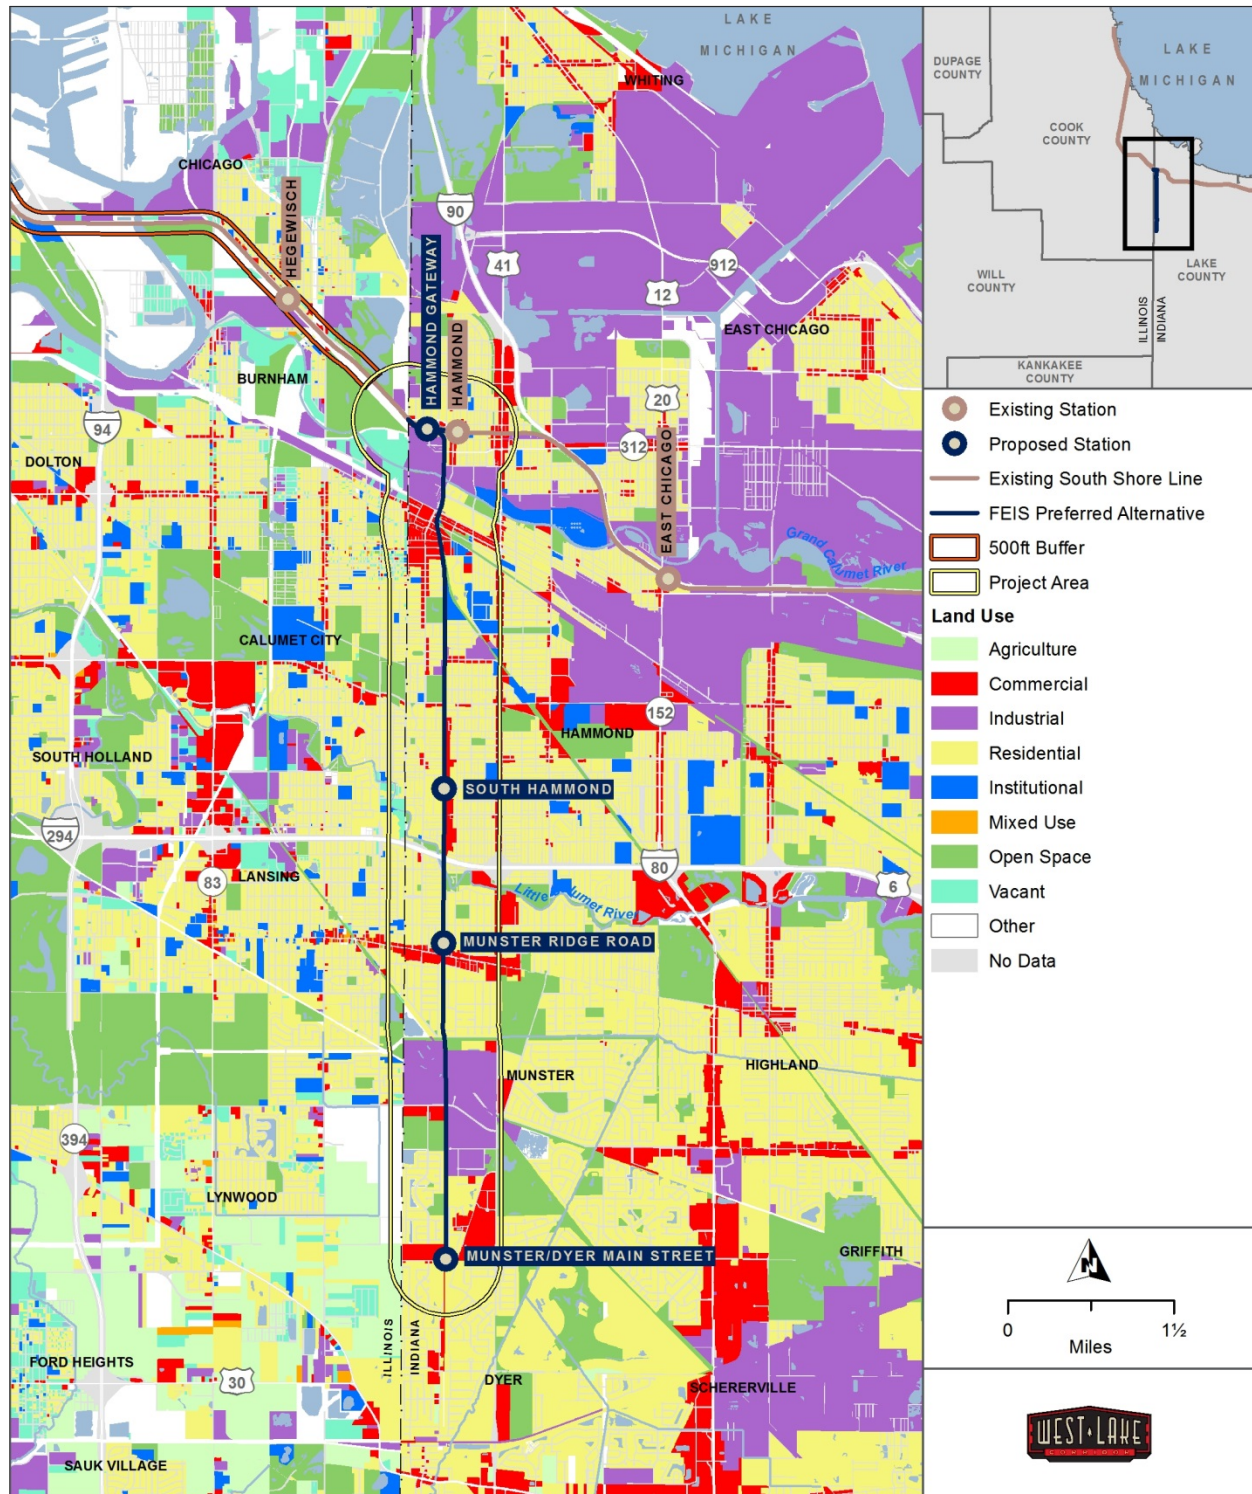 LAKE
MICHIGAN
WHITING
CHICAGO
HEGEWISCH
90
41
HAMMOND GATEWAY
HAMMOND
912
12
EAST CHICAGO
BURNHAM
20
94
312
EAST CHICAGO
DOLTON
Grand Calumet River
CALUMET CITY
152
HAMMOND
SOUTH HOLLAND
SOUTH HAMMOND
294
83
LANSING
80
6
Little
lumet River
MUNSTER RIDGE ROAD
HIGHLAND
MUNSTER
394
LYNWOOD
GRIFFITH
MUNSTER/DYER MAIN STREET
ILLINOIS
INDIANA
FORD HEIGHTS
30
DYER
SCHERERVILLE
SAUK VILLAGE
DUPAGE
COUNTY
LAKE
MICHIGAN
COOK
COUNTY
WILL
COUNTY
LAKE
COUNTY
ILLINOIS
INDIANA
KANKAKEE
COUNTY
Existing Station
Proposed Station
Existing South Shore Line
FEIS Preferred Alternative
500ft Buffer
Project Area
Land Use
Agriculture
Commercial
Industrial
Residential
Institutional
Mixed Use
Open Space
Vacant
Other
No Data
N
0 1½
Miles
WEST LAKE